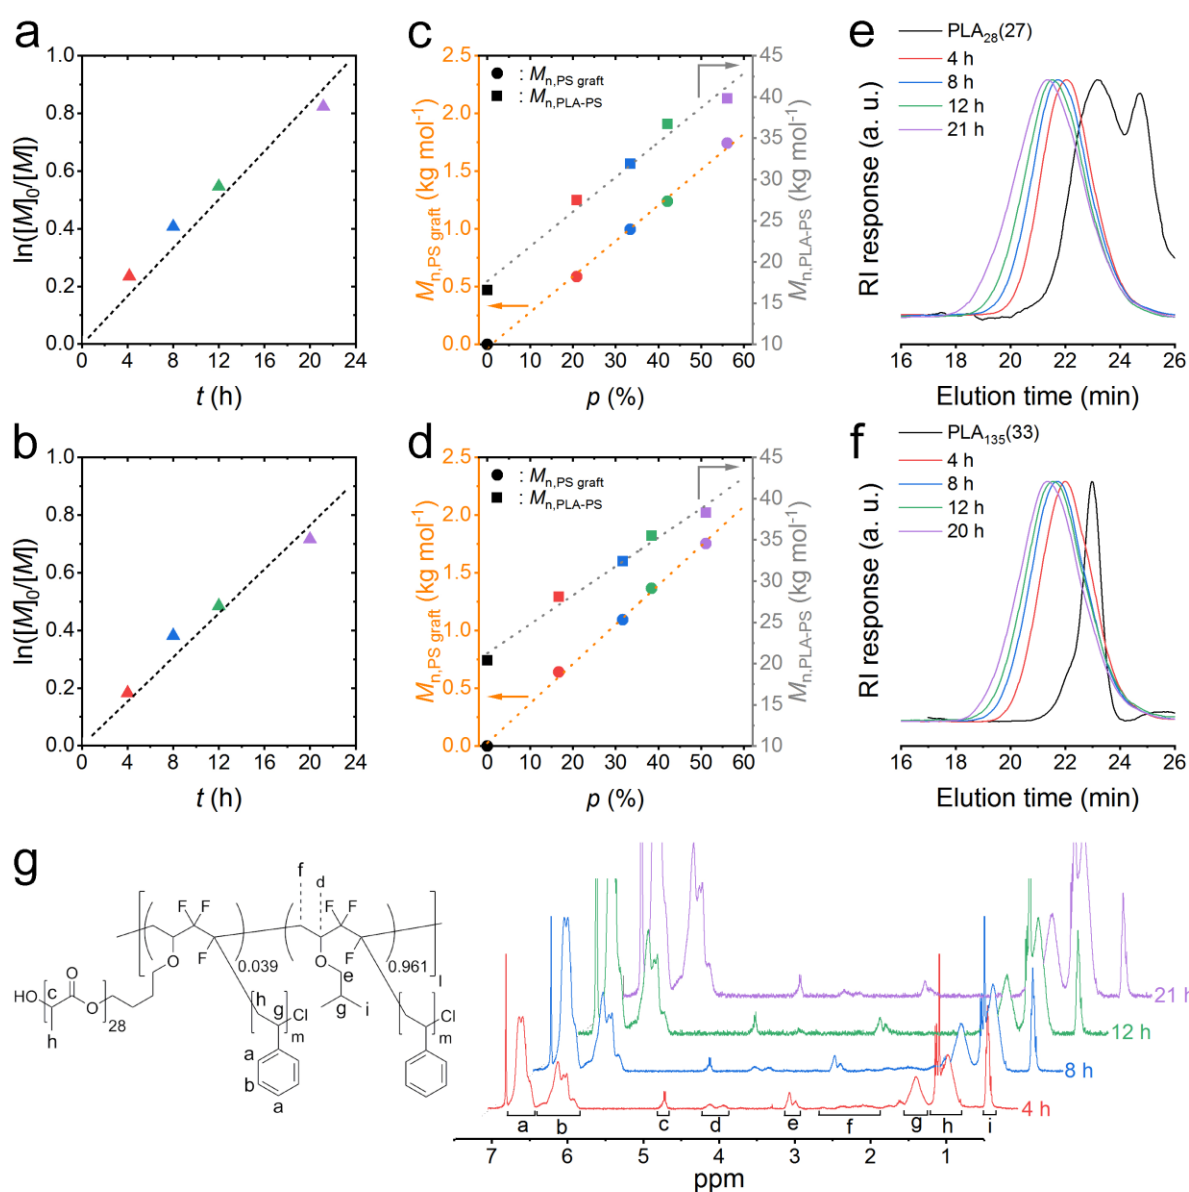 a
1.0
0.8
0.6
0.4
0.2
0.0
ln([M]₀/[M])
0 4 8 12 16 20 24
t (h)
c
2.5
2.0
1.5
1.0
0.5
0.0
Mn,PS graft (kg mol⁻¹)
● : Mn,PS graft
■ : Mn,PLA-PS
45
40
35
30
25
20
15
10
Mn,PLA-PS (kg mol⁻¹)
0 10 20 30 40 50 60
p (%)
e
PLA₂₈(27)
4 h
8 h
12 h
21 h
RI response (a. u.)
16 18 20 22 24 26
Elution time (min)
b
1.0
0.8
0.6
0.4
0.2
0.0
ln([M]₀/[M])
0 4 8 12 16 20 24
t (h)
d
2.5
2.0
1.5
1.0
0.5
0.0
Mn,PS graft (kg mol⁻¹)
● : Mn,PS graft
■ : Mn,PLA-PS
45
40
35
30
25
20
15
10
Mn,PLA-PS (kg mol⁻¹)
0 10 20 30 40 50 60
p (%)
f
PLA₁₃₅(33)
4 h
8 h
12 h
20 h
RI response (a. u.)
16 18 20 22 24 26
Elution time (min)
g
f d
F F F F F F
F F
O 0.039 O 0.961 l
O e
HO c O 28 h g i h
h g Cl m Cl m
a
b
a
21 h
12 h
8 h
4 h
a b c d e f g h i
7 6 5 4 3 2 1
ppm